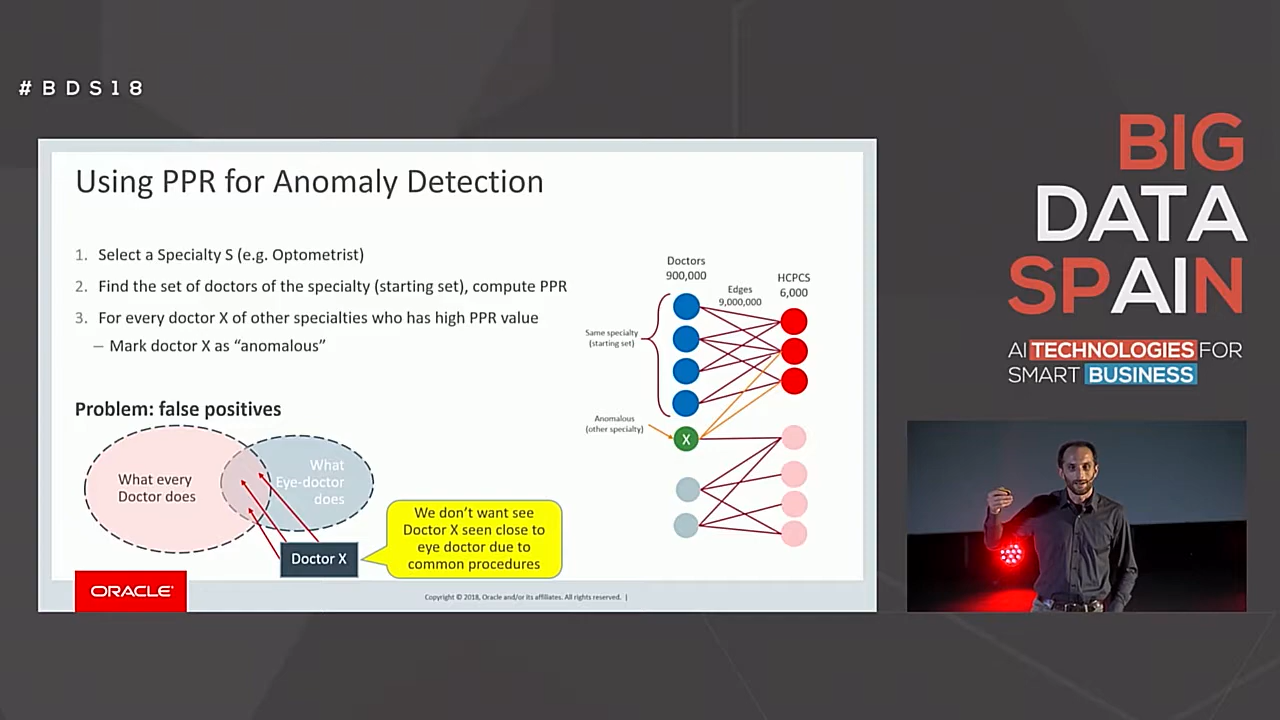 #BDS18
BIG
DATA
SPAIN
AI TECHNOLOGIES FOR
SMART BUSINESS
Using PPR for Anomaly Detection
1. Select a Specialty S (e.g. Optometrist)
2. Find the set of doctors of the specialty (starting set), compute PPR
3. For every doctor X of other specialties who has high PPR value
– Mark doctor X as “anomalous”
Problem: false positives
What every
Doctor does
What
Eye-doctor
does
Doctor X
We don’t want see
Doctor X seen close to
eye doctor due to
common procedures
Doctors
900,000
Edges
9,000,000
HCPCS
6,000
Same specialty
(starting set)
Anomalous
(other specialty)
X
ORACLE®
Copyright © 2018, Oracle and/or its affiliates. All rights reserved. |